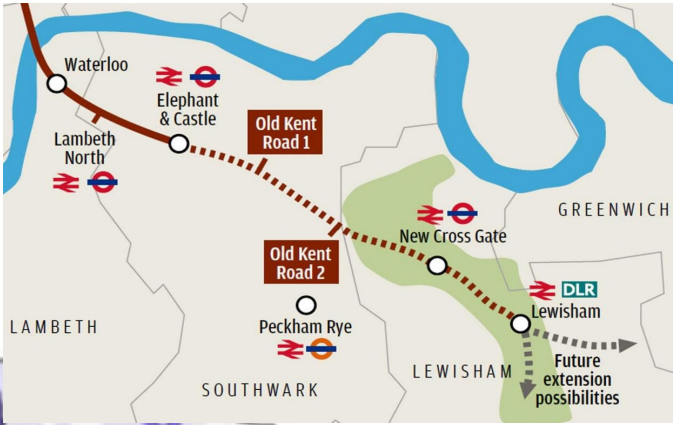 Waterloo
Elephant
& Castle
Lambeth
North
Old Kent
Road 1
Old Kent
Road 2
New Cross Gate
GREENWICH
DLR
Lewisham
Peckham Rye
LAMBETH
SOUTHWARK
LEWISHAM
Future
extension
possibilities